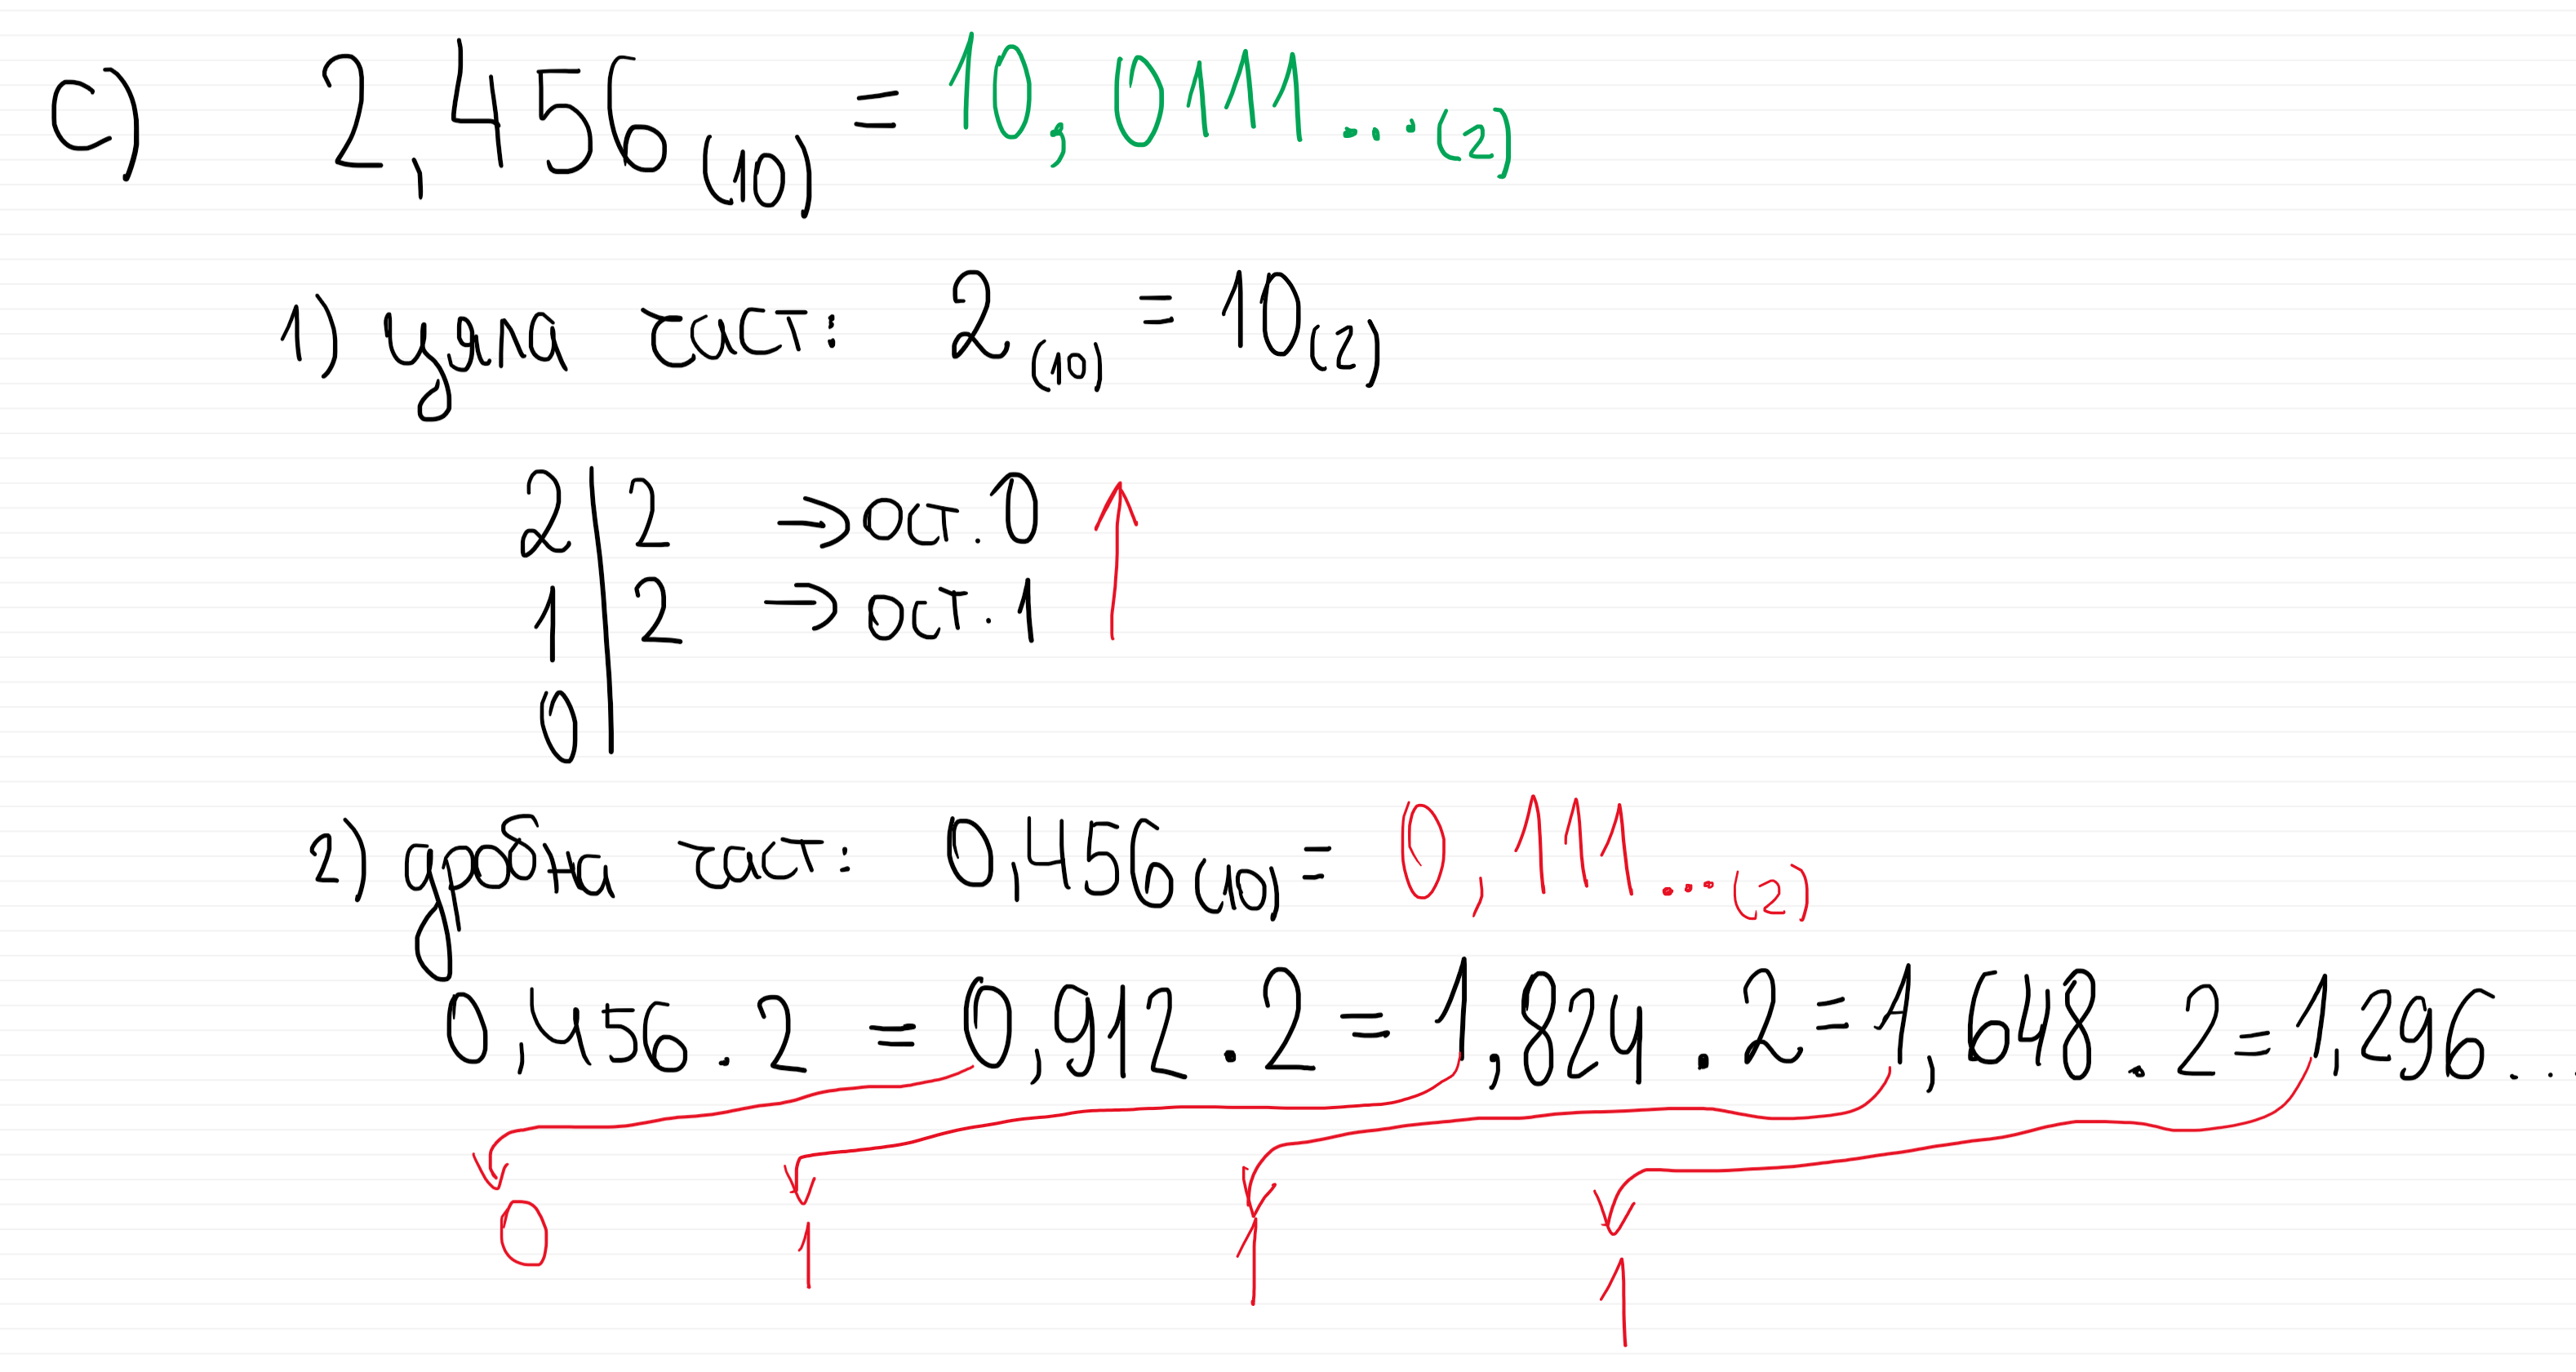 c) 2,456(10) = 10,0111...(2)
1) цяла част: 2(10) = 10(2)
2 | 2 → ост. 0
1 | 2 → ост. 1
0 |
2) дробна част: 0,456(10) = 0,111...(2)
0,456 . 2 = 0,912 . 2 = 1,824 . 2 = 1,648 . 2 = 1,296...
0 1 1 1